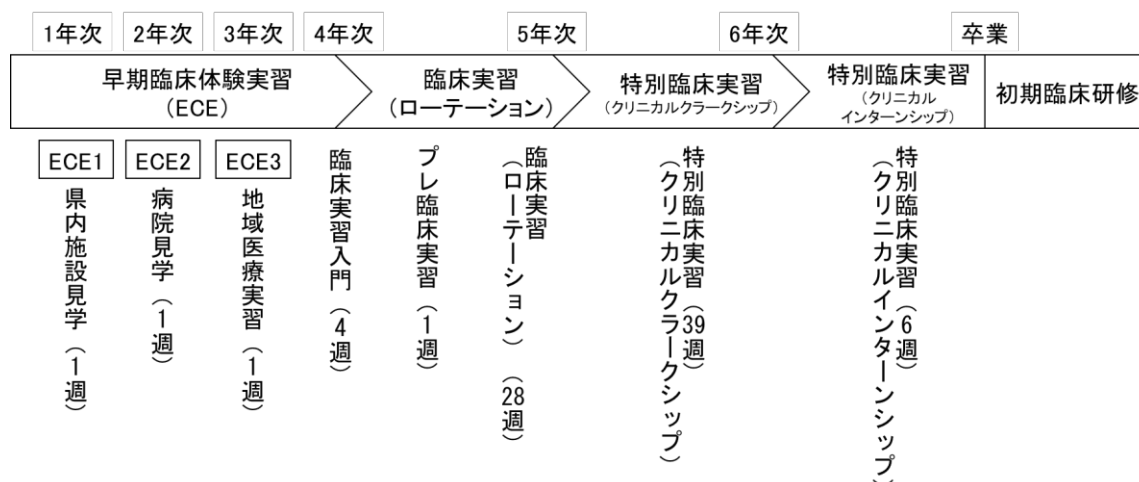 1年次
2年次
3年次
4年次
5年次
6年次
卒業
早期臨床体験実習
(ECE)
臨床実習
(ローテーション)
特別臨床実習
(クリニカルクラークシップ)
特別臨床実習
(クリニカル
インターンシップ)
初期臨床研修
ECE1
ECE2
ECE3
県内施設見学(1週)
病院見学(1週)
地域医療実習(1週)
臨床実習入門(4週)
プレ臨床実習(1週)
臨床実習
(ローテーション)(28週)
特別臨床実習(39週)
(クリニカルクラークシップ)
特別臨床実習(6週)
(クリニカルインターンシップ)